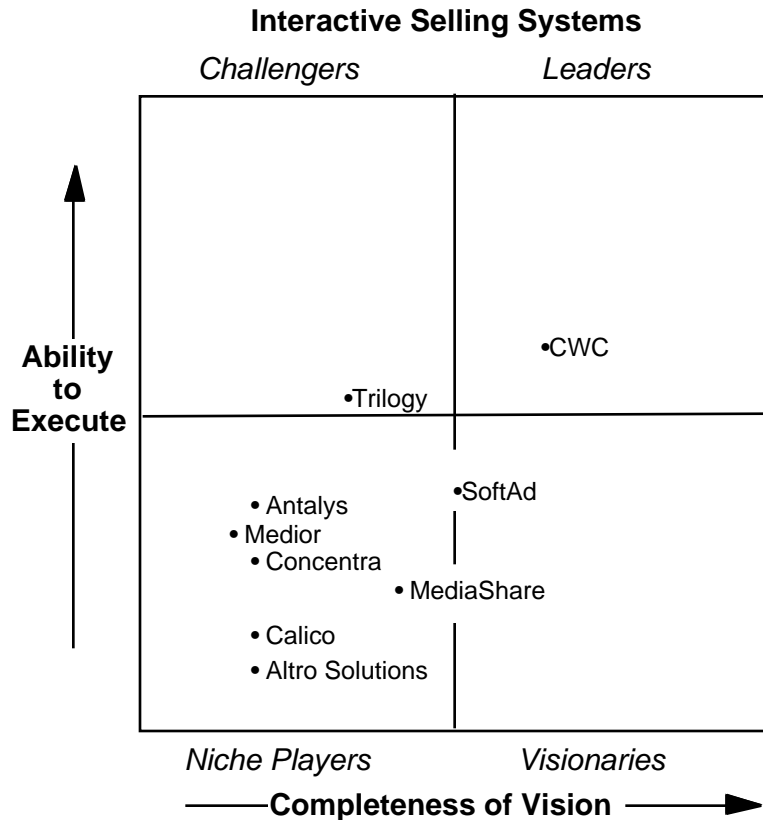 Interactive Selling Systems
Challengers
Leaders
CWC
Ability
to
Execute
•Trilogy
•SoftAd
• Antalys
• Medior
• Concentra
• MediaShare
• Calico
• Altro Solutions
Niche Players
Visionaries
Completeness of Vision